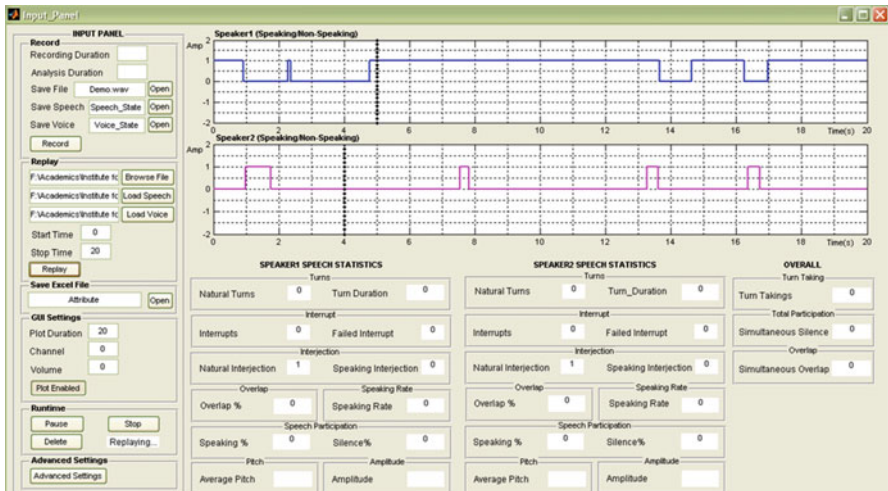 Input_Panel
INPUT PANEL
Record
Recording Duration
Analysis Duration
Save File Demo.wav Open
Save Speech Speech_State Open
Save Voice Voice_State Open
Record
Replay
F:\Academics\Institute fc Browse File
F:\Academics\Institute fc Load Speech
F:\Academics\Institute fc Load Voice
Start Time 0
Stop Time 20
Replay
Save Excel File
Attribute Open
GUI Settings
Plot Duration 20
Channel 0
Volume 0
Plot Enabled
Runtime
Pause Stop
Delete Replaying...
Advanced Settings
Advanced Settings
Speaker1 (Speaking/Non-Speaking)
Amp
2
1
0
-1
-2
0 2 4 6 8 10 12 14 16 18 20
Time(s)
Speaker2 (Speaking/Non-Speaking)
Amp
2
1
0
-1
-2
0 2 4 6 8 10 12 14 16 18 20
Time(s)
SPEAKER1 SPEECH STATISTICS
Turns
Natural Turns 0 Turn Duration 0
Interrupt
Interrupts 0 Failed Interrupt 0
Interjection
Natural Interjection 1 Speaking Interjection 0
Overlap Speaking Rate
Overlap % 0 Speaking Rate 0
Speech Participation
Speaking % 0 Silence% 0
Pitch Amplitude
Average Pitch Amplitude
SPEAKER2 SPEECH STATISTICS
Turns
Natural Turns 0 Turn_Duration 0
Interrupt
Interrupts 0 Failed Interrupt 0
Interjection
Natural Interjection 1 Speaking Interjection 0
Overlap Speaking Rate
Overlap % 0 Speaking Rate 0
Speech Participation
Speaking % 0 Silence% 0
Pitch Amplitude
Average Pitch Amplitude
OVERALL
Turn Taking
Turn Takings 0
Total Participation
Simultaneous Silence 0
Overlap
Simultaneous Overlap 0